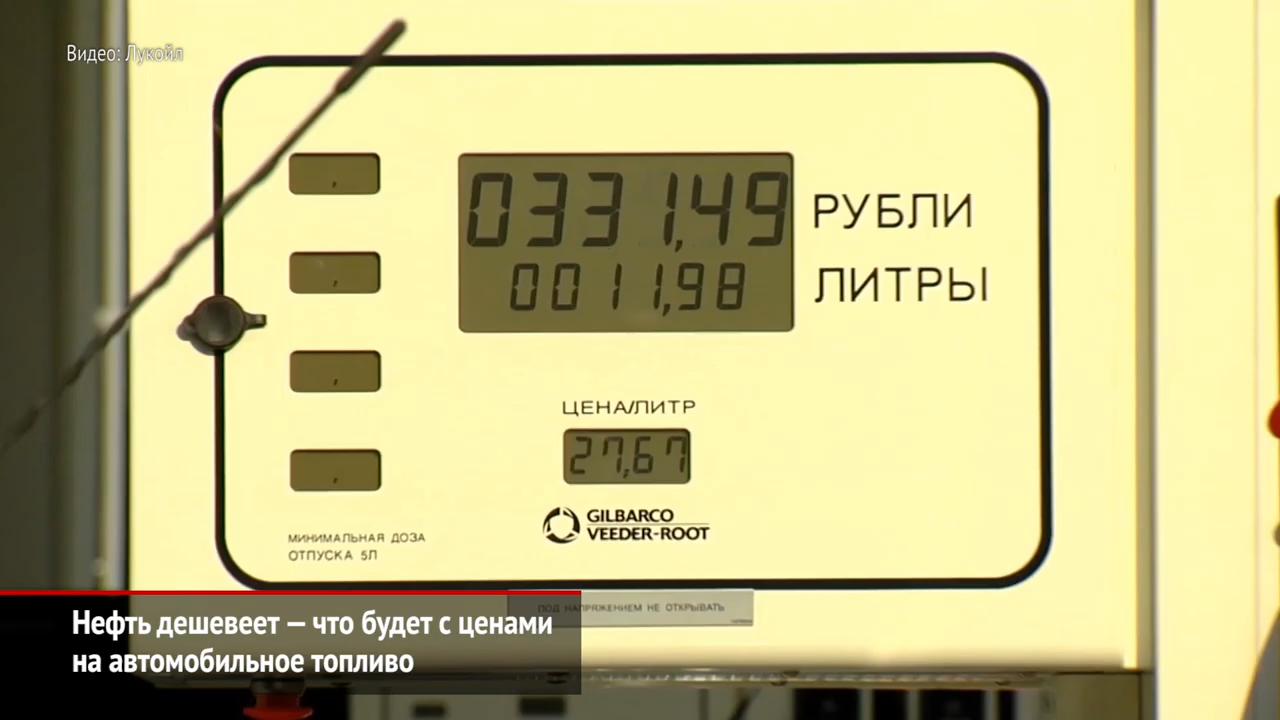 Видео: Лукойл
0331,49 РУБЛИ
0011,98 ЛИТРЫ
,
,
,
,
ЦЕНА/ЛИТР
27,67
GILBARCO
VEEDER-ROOT
МИНИМАЛЬНАЯ ДОЗА
ОТПУСКА 5Л
ПОД НАПРЯЖЕНИЕМ НЕ ОТКРЫВАТЬ
Нефть дешевеет — что будет с ценами
на автомобильное топливо